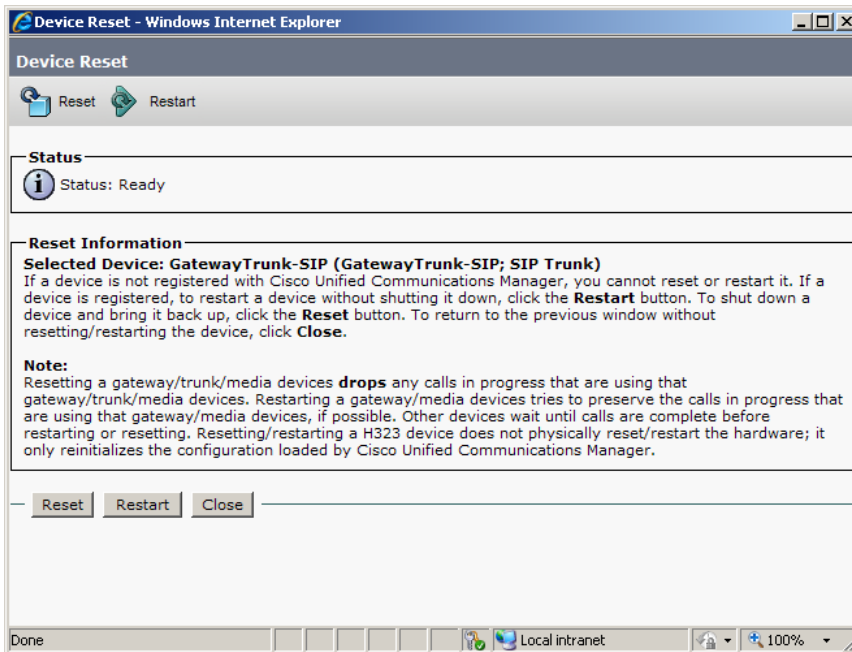 Device Reset - Windows Internet Explorer
Device Reset
Reset Restart
Status
Status: Ready
Reset Information
Selected Device: GatewayTrunk-SIP (GatewayTrunk-SIP; SIP Trunk)
If a device is not registered with Cisco Unified Communications Manager, you cannot reset or restart it. If a
device is registered, to restart a device without shutting it down, click the Restart button. To shut down a
device and bring it back up, click the Reset button. To return to the previous window without
resetting/restarting the device, click Close.
Note:
Resetting a gateway/trunk/media devices drops any calls in progress that are using that
gateway/trunk/media devices. Restarting a gateway/media devices tries to preserve the calls in progress that
are using that gateway/media devices, if possible. Other devices wait until calls are complete before
restarting or resetting. Resetting/restarting a H323 device does not physically reset/restart the hardware; it
only reinitializes the configuration loaded by Cisco Unified Communications Manager.
Reset Restart Close
Done Local intranet 100%